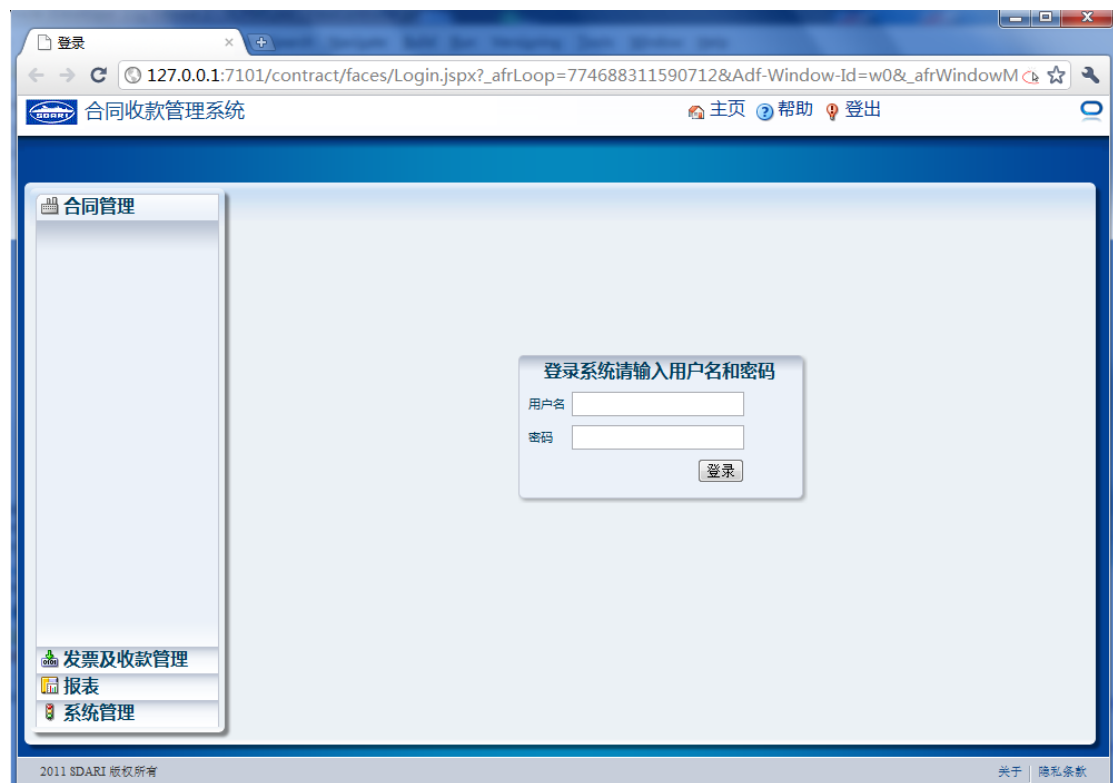 登录
127.0.0.1:7101/contract/faces/Login.jspx?_afrLoop=774688311590712&Adf-Window-Id=w0&_afrWindowM
SDARI 合同收款管理系统 主页 帮助 登出
合同管理
登录系统请输入用户名和密码
用户名
密码
登录
发票及收款管理
报表
系统管理
2011 SDARI 版权所有 关于 隐私条款